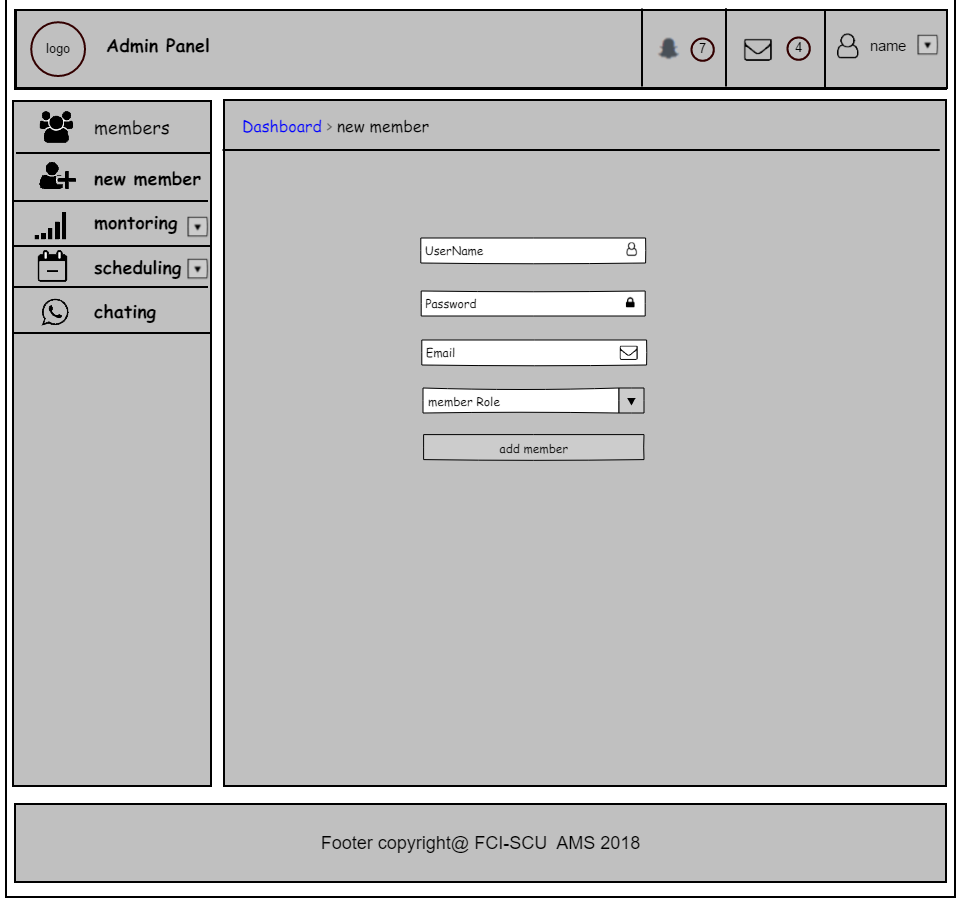 logo
Admin Panel
7
4
name
members
new member
montoring
scheduling
chating
Dashboard > new member
UserName
Password
Email
member Role
add member
Footer copyright@ FCI-SCU  AMS 2018